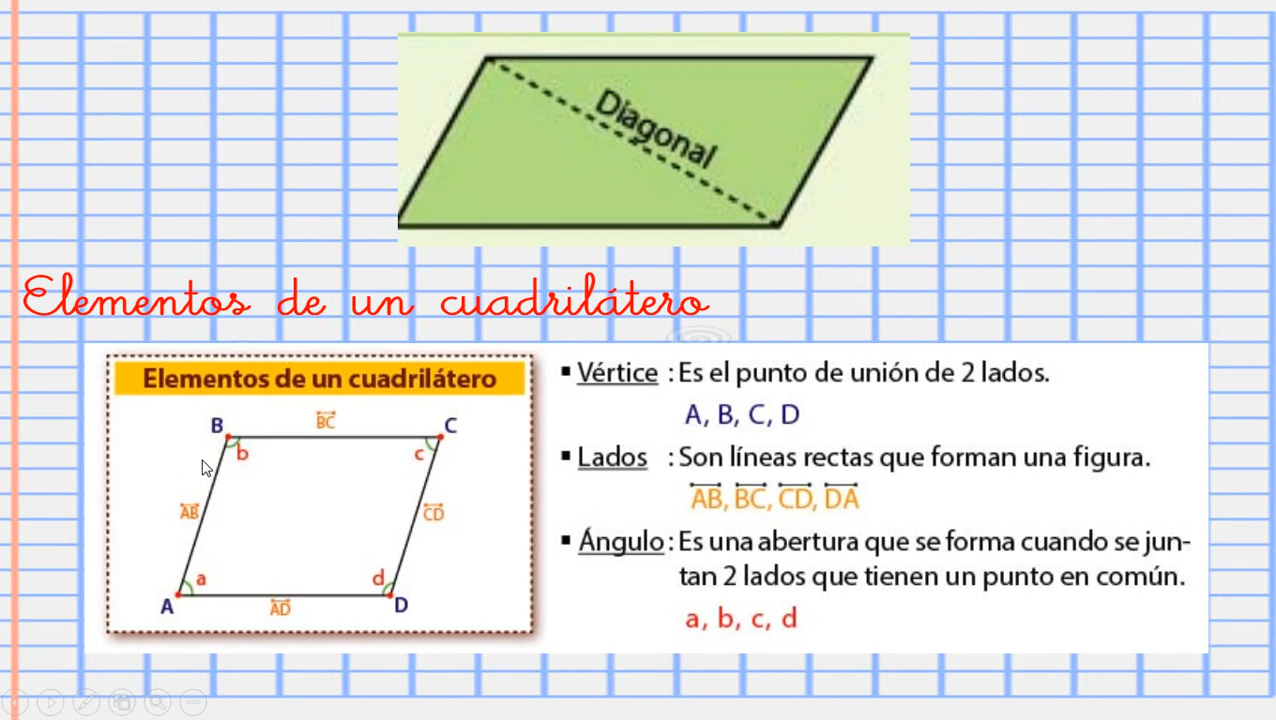 Diagonal
Elementos de un cuadrilátero
Elementos de un cuadrilátero
B
BC
C
b
c
AB
CD
a
d
A
AD
D
▪ Vértice : Es el punto de unión de 2 lados.
A, B, C, D
▪ Lados : Son líneas rectas que forman una figura.
AB, BC, CD, DA
▪ Ángulo : Es una abertura que se forma cuando se jun-
tan 2 lados que tienen un punto en común.
a, b, c, d